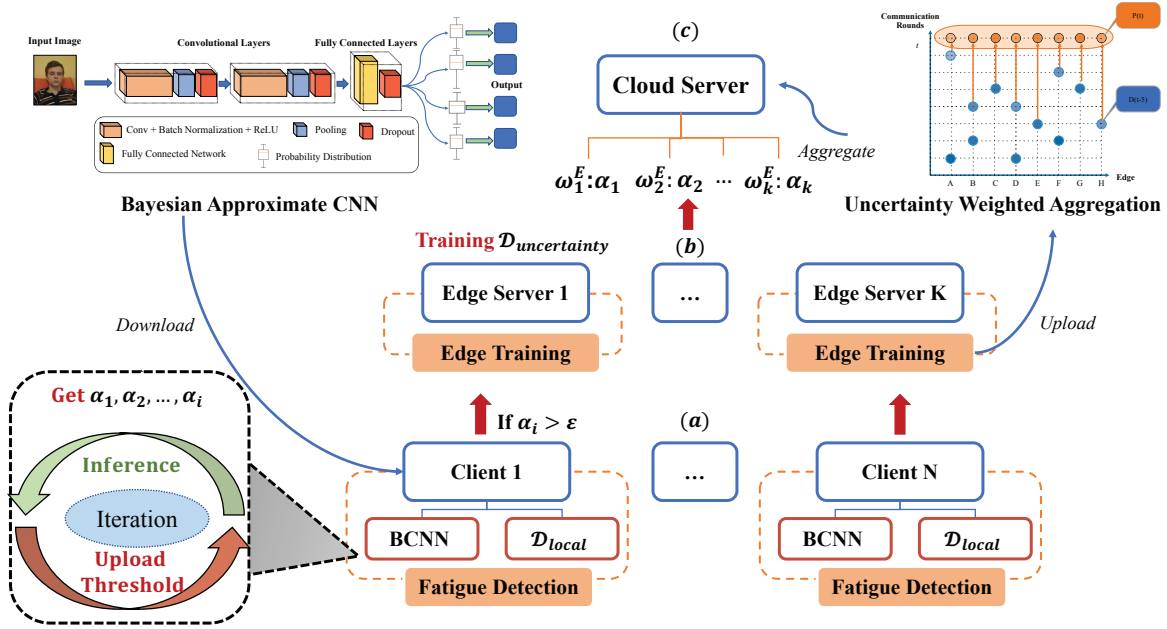 Input Image
Convolutional Layers
Fully Connected Layers
Output
Conv + Batch Normalization + ReLU
Pooling
Dropout
Fully Connected Network
Probability Distribution
Bayesian Approximate CNN
(c)
Cloud Server
Aggregate
ω₁ᴱ:α₁
ω₂ᴱ:α₂
...
ωₖᴱ:αₖ
Communication
Rounds
t
P(t)
D(t-5)
A B C D E F G H
Edge
Uncertainty Weighted Aggregation
Training 𝒟uncertainty
(b)
Edge Server 1
...
Edge Server K
Edge Training
Edge Training
Download
Upload
If αᵢ > ε
(a)
Get α₁, α₂, ..., αᵢ
Inference
Iteration
Upload
Threshold
Client 1
...
Client N
BCNN
𝒟local
BCNN
𝒟local
Fatigue Detection
Fatigue Detection